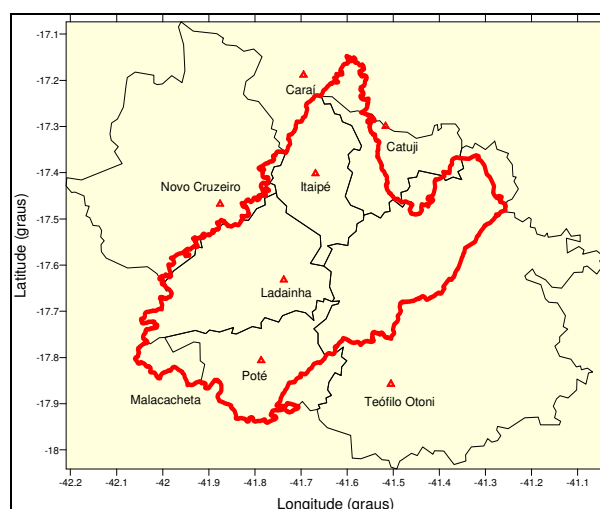 -17.1
-17.2
-17.3
-17.4
-17.5
-17.6
-17.7
-17.8
-17.9
-18
Latitude (graus)
Caraí
Catuji
Novo Cruzeiro
Itaipé
Ladainha
Poté
Malacacheta
Teófilo Otoni
-42.2 -42.1 -42 -41.9 -41.8 -41.7 -41.6 -41.5 -41.4 -41.3 -41.2 -41.1
Longitude (graus)